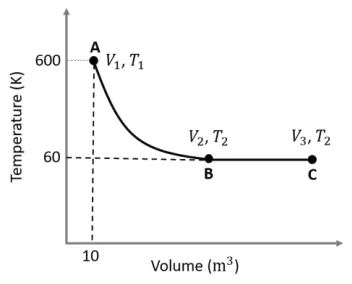 A
600
V₁, T₁
Temperature (K)
V₂, T₂
V₃, T₂
60
B
C
10
Volume (m³)